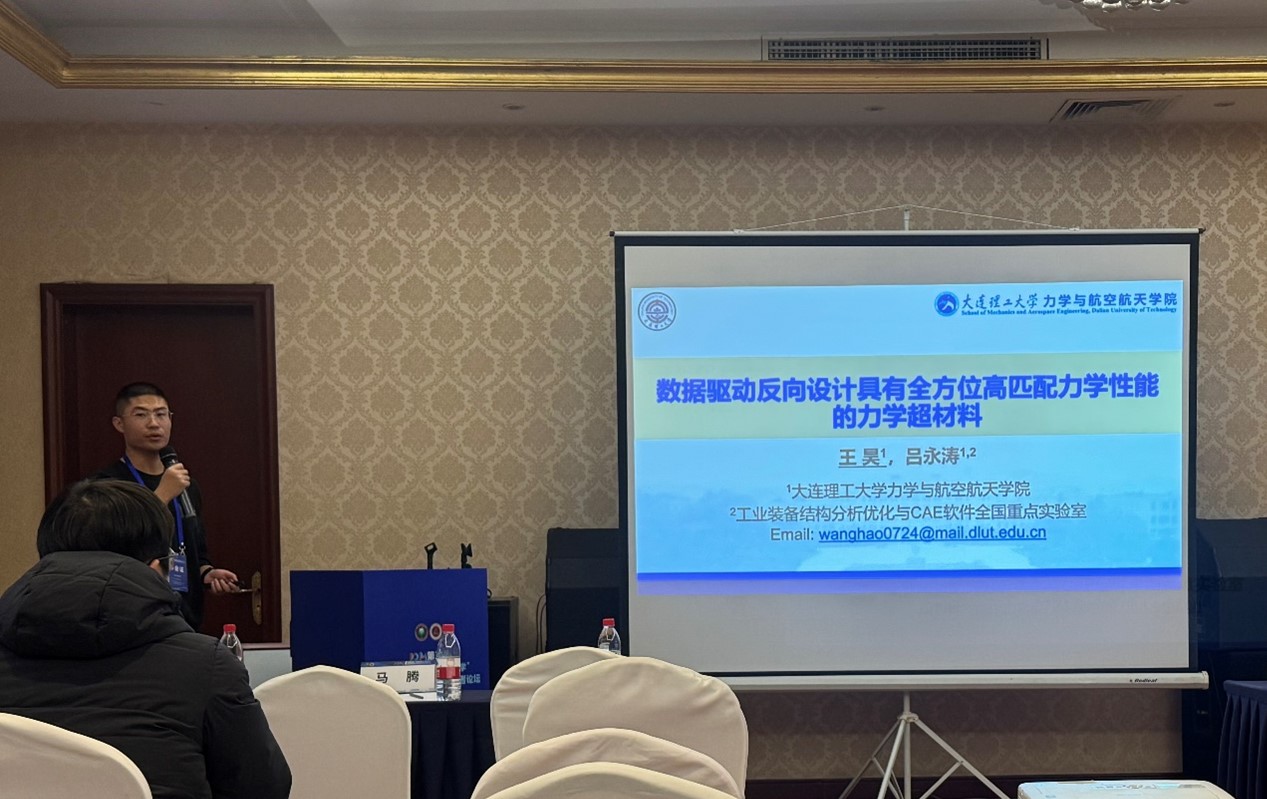 大连理工大学 力学与航空航天学院
School of Mechanics and Aerospace Engineering, Dalian University of Technology
数据驱动反向设计具有全方位高匹配力学性能
的力学超材料
王 昊¹，吕永涛¹,²
¹大连理工大学力学与航空航天学院
²工业装备结构分析优化与CAE软件全国重点实验室
Email: wanghao0724@mail.dlut.edu.cn
马 腾
论坛